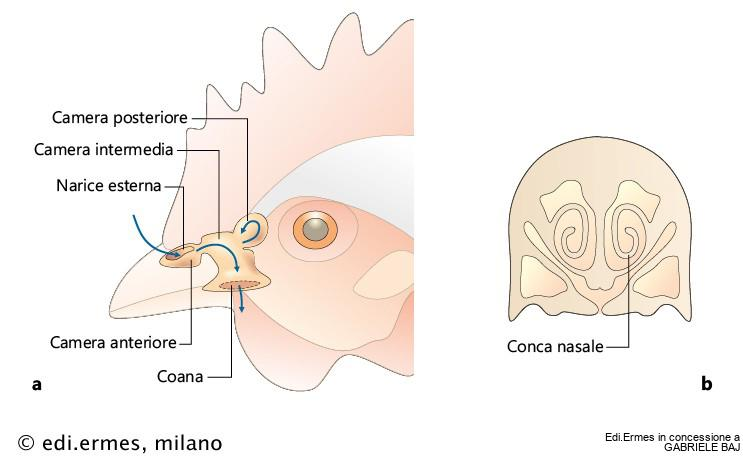 Camera posteriore
Camera intermedia
Narice esterna
Camera anteriore
Coana
a
Conca nasale
b
© edi.ermes, milano
Edi.Ermes in concessione a
GABRIELE BAJ